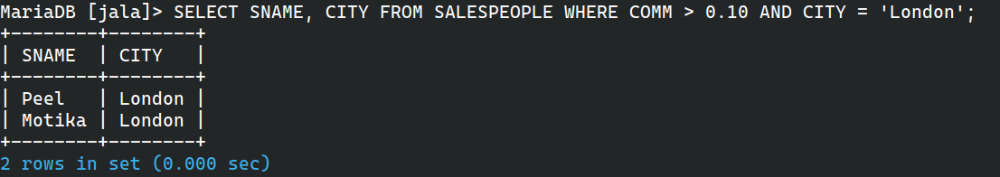 MariaDB [jala]> SELECT SNAME, CITY FROM SALESPEOPLE WHERE COMM > 0.10 AND CITY = 'London';
+--------+--------+
| SNAME  | CITY   |
+--------+--------+
| Peel   | London |
| Motika | London |
+--------+--------+
2 rows in set (0.000 sec)